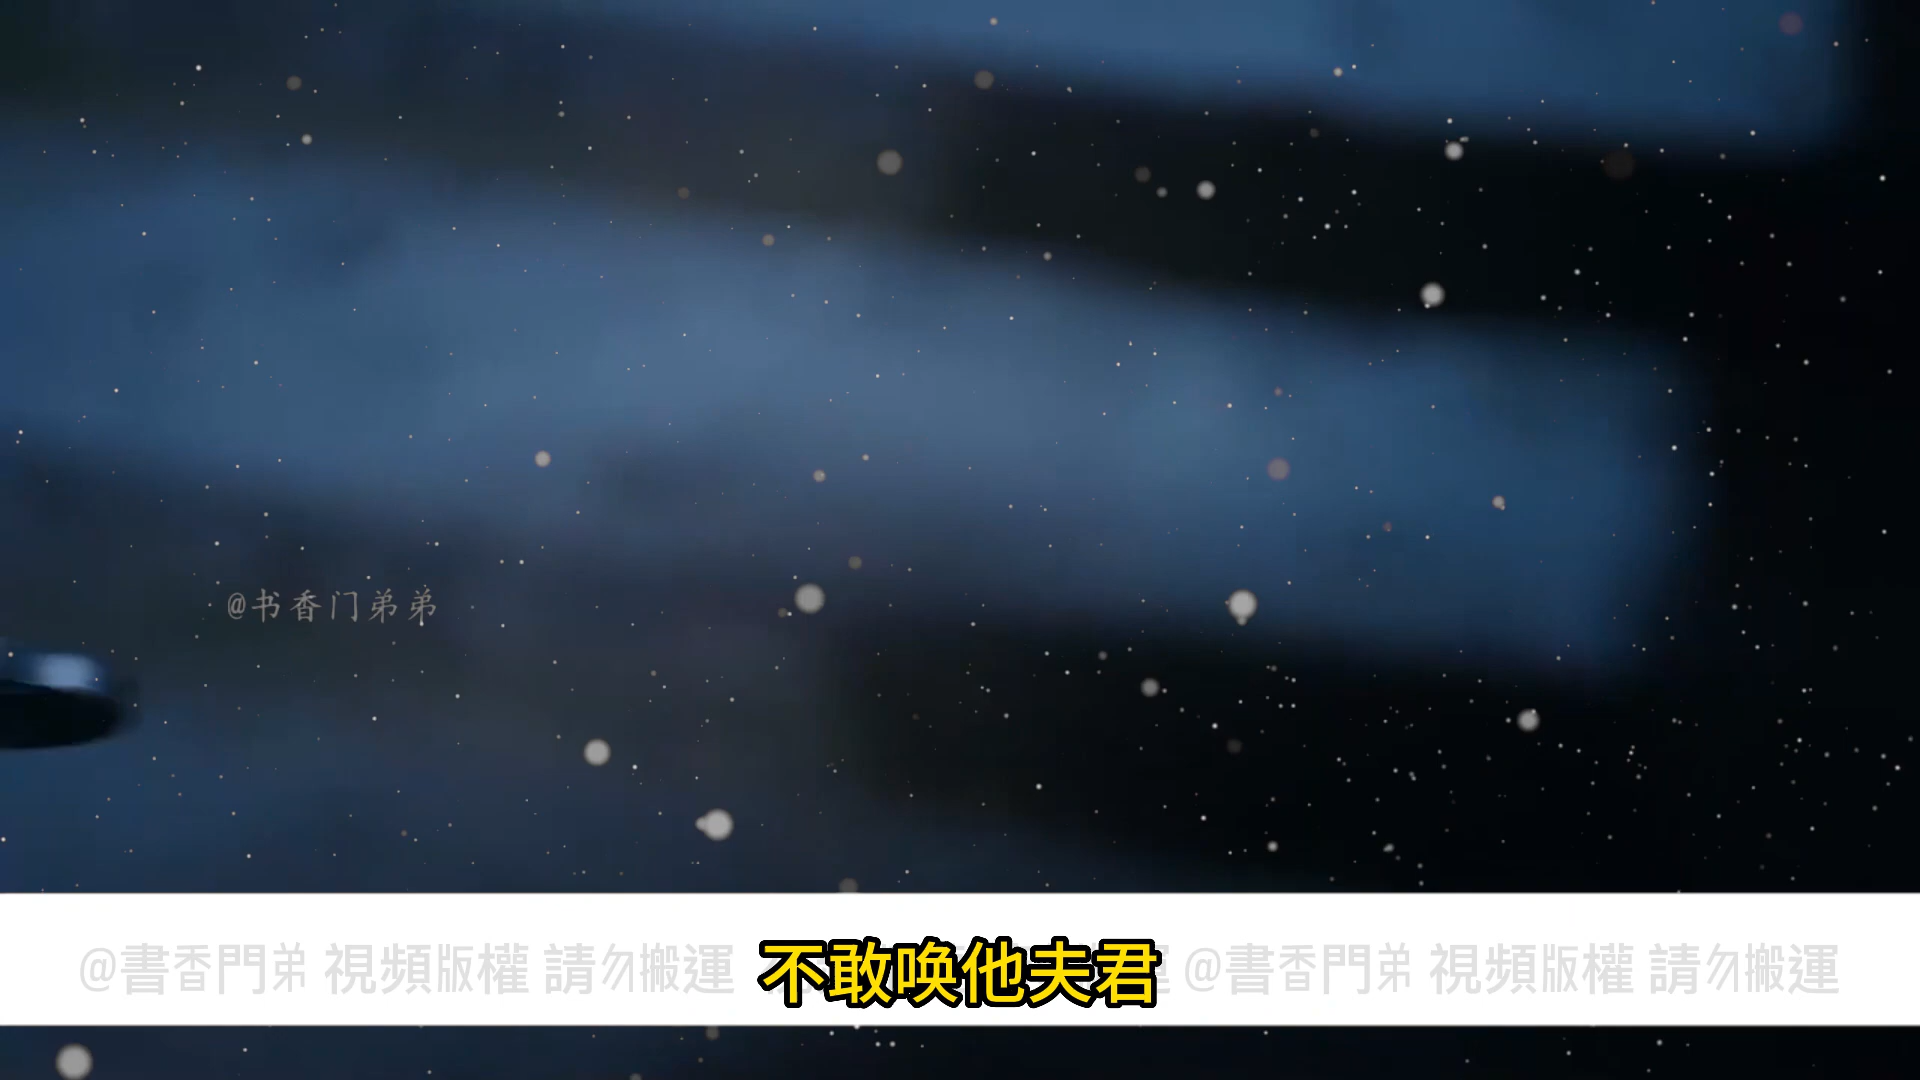 @书香门弟弟
@書香門弟 視頻版權 請勿搬運
不敢唤他夫君
@書香門弟 視頻版權 請勿搬運